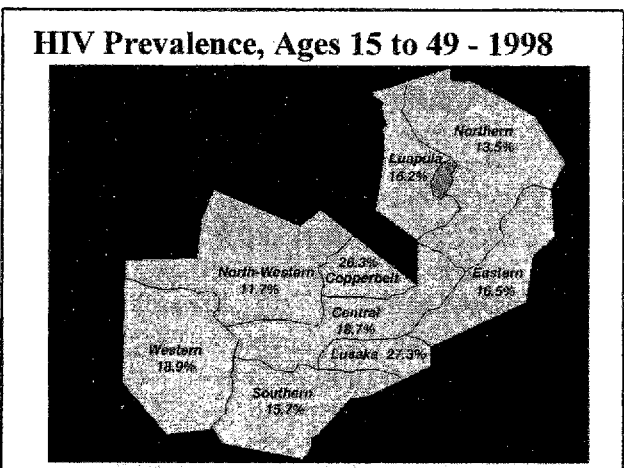 HIV Prevalence, Ages 15 to 49 - 1998
Northern
13.5%
Luapula
16.2%
26.3%
Copperbelt
North-Western
11.7%
Eastern
16.5%
Central
18.7%
Western
18.9%
Lusaka 27.3%
Southern
15.7%